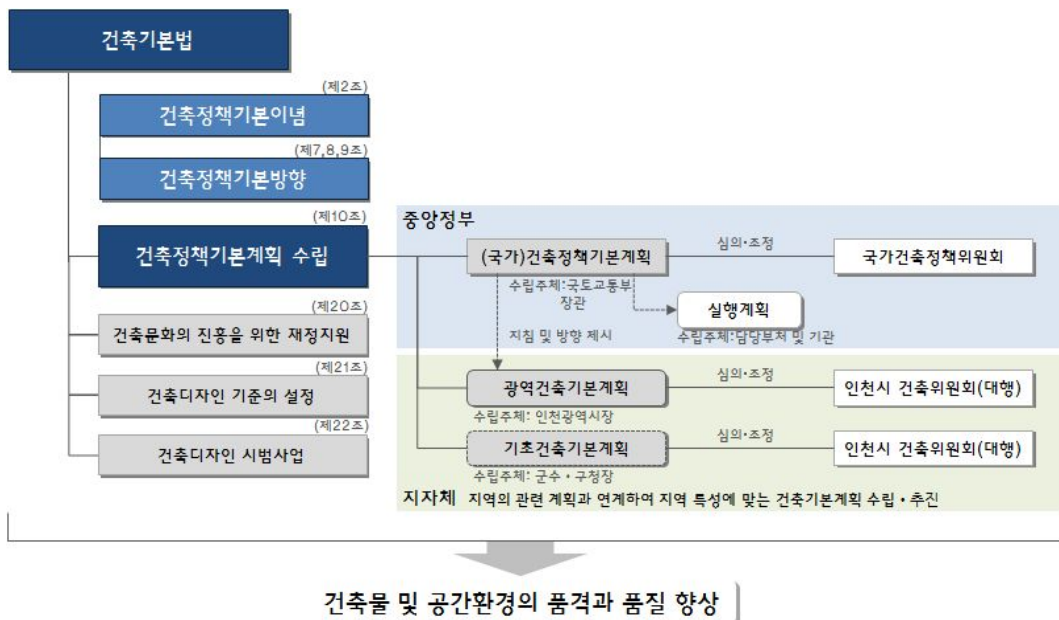 건축기본법
(제2조)
건축정책기본이념
(제7,8,9조)
건축정책기본방향
(제10조)
건축정책기본계획 수립
(제20조)
건축문화의 진흥을 위한 재정지원
(제21조)
건축디자인 기준의 설정
(제22조)
건축디자인 시범사업
중앙정부
(국가)건축정책기본계획
심의·조정
국가건축정책위원회
수립주체:국토교통부
장관
실행계획
지침 및 방향 제시
수립주체:담당부처 및 기관
광역건축기본계획
심의·조정
인천시 건축위원회(대행)
수립주체: 인천광역시장
기초건축기본계획
심의·조정
인천시 건축위원회(대행)
수립주체: 군수·구청장
지자체 지역의 관련 계획과 연계하여 지역 특성에 맞는 건축기본계획 수립·추진
건축물 및 공간환경의 품격과 품질 향상